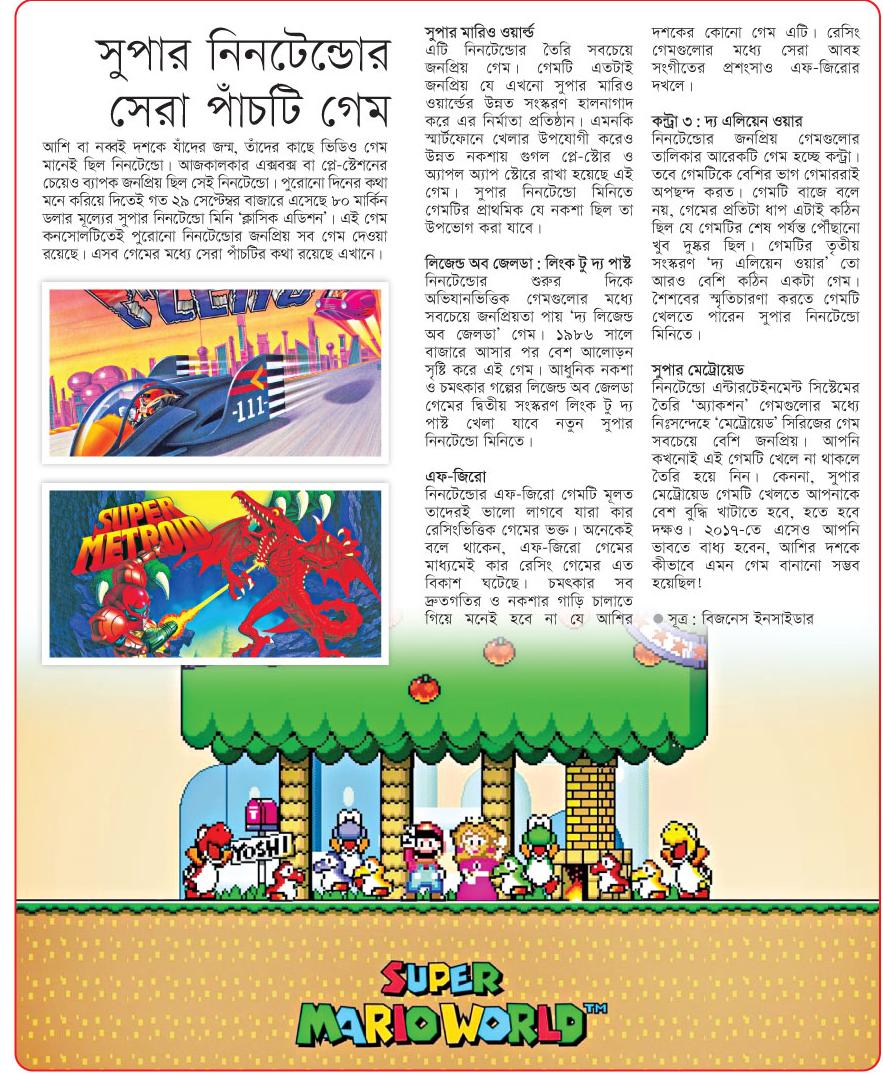 সুপার নিনটেন্ডোর
সেরা পাঁচটি গেম
আশি বা নব্বই দশকে যাঁদের জন্ম, তাঁদের কাছে ভিডিও গেম
মানেই ছিল নিনটেন্ডো। আজকালকার এক্সবক্স বা প্লে-স্টেশনের
চেয়েও ব্যাপক জনপ্রিয় ছিল সেই নিনটেন্ডো। পুরোনো দিনের কথা
মনে করিয়ে দিতেই গত ২৯ সেপ্টেম্বর বাজারে এসেছে ৮০ মার্কিন
ডলার মূল্যের সুপার নিনটেন্ডো মিনি ‘ক্লাসিক এডিশন’। এই গেম
কনসোলটিতেই পুরোনো নিনটেন্ডোর জনপ্রিয় সব গেম দেওয়া
রয়েছে। এসব গেমের মধ্যে সেরা পাঁচটির কথা রয়েছে এখানে।
-111-
SUPER
METROID
সুপার মারিও ওয়ার্ল্ড
এটি নিনটেন্ডোর তৈরি সবচেয়ে
জনপ্রিয় গেম। গেমটি এতটাই
জনপ্রিয় যে এখনো সুপার মারিও
ওয়ার্ল্ডের উন্নত সংস্করণ হালনাগাদ
করে এর নির্মাতা প্রতিষ্ঠান। এমনকি
স্মার্টফোনে খেলার উপযোগী করেও
উন্নত নকশায় গুগল প্লে-স্টোর ও
অ্যাপল অ্যাপ স্টোরে রাখা হয়েছে এই
গেম। সুপার নিনটেন্ডো মিনিতে
গেমটির প্রাথমিক যে নকশা ছিল তা
উপভোগ করা যাবে।
লিজেন্ড অব জেলডা : লিংক টু দ্য পাস্ট
নিনটেন্ডোর শুরুর দিকে
অভিযানভিত্তিক গেমগুলোর মধ্যে
সবচেয়ে জনপ্রিয়তা পায় ‘দ্য লিজেন্ড
অব জেলডা’ গেম। ১৯৮৬ সালে
বাজারে আসার পর বেশ আলোড়ন
সৃষ্টি করে এই গেম। আধুনিক নকশা
ও চমৎকার গল্পের লিজেন্ড অব জেলডা
গেমের দ্বিতীয় সংস্করণ লিংক টু দ্য
পাস্ট খেলা যাবে নতুন সুপার
নিনটেন্ডো মিনিতে।
এফ-জিরো
নিনটেন্ডোর এফ-জিরো গেমটি মূলত
তাদেরই ভালো লাগবে যারা কার
রেসিংভিত্তিক গেমের ভক্ত। অনেকেই
বলে থাকেন, এফ-জিরো গেমের
মাধ্যমেই কার রেসিং গেমের এত
বিকাশ ঘটেছে। চমৎকার সব
দ্রুতগতির ও নকশার গাড়ি চালাতে
গিয়ে মনেই হবে না যে আশির
দশকের কোনো গেম এটি। রেসিং
গেমগুলোর মধ্যে সেরা আবহ
সংগীতের প্রশংসাও এফ-জিরোর
দখলে।
কন্ট্রা ৩ : দ্য এলিয়েন ওয়ার
নিনটেন্ডোর জনপ্রিয় গেমগুলোর
তালিকার আরেকটি গেম হচ্ছে কন্ট্রা।
তবে গেমটিকে বেশির ভাগ গেমাররাই
অপছন্দ করত। গেমটি বাজে বলে
নয়, গেমের প্রতিটা ধাপ এটাই কঠিন
ছিল যে গেমটির শেষ পর্যন্ত পৌঁছানো
খুব দুষ্কর ছিল। গেমটির তৃতীয়
সংস্করণ ‘দ্য এলিয়েন ওয়ার’ তো
আরও বেশি কঠিন একটা গেম।
শৈশবের স্মৃতিচারণা করতে গেমটি
খেলতে পারেন সুপার নিনটেন্ডো
মিনিতে।
সুপার মেট্রোয়েড
নিনটেন্ডো এন্টারটেইনমেন্ট সিস্টেমের
তৈরি ‘অ্যাকশন’ গেমগুলোর মধ্যে
নিঃসন্দেহে ‘মেট্রোয়েড’ সিরিজের গেম
সবচেয়ে বেশি জনপ্রিয়। আপনি
কখনোই এই গেমটি খেলে না থাকলে
তৈরি হয়ে নিন। কেননা, সুপার
মেট্রোয়েড গেমটি খেলতে আপনাকে
বেশ বুদ্ধি খাটাতে হবে, হতে হবে
দক্ষও। ২০১৭-তে এসেও আপনি
ভাবতে বাধ্য হবেন, আশির দশকে
কীভাবে এমন গেম বানানো সম্ভব
হয়েছিল!
● সূত্র : বিজনেস ইনসাইডার
YOSHI
SUPER
MARIO WORLD™